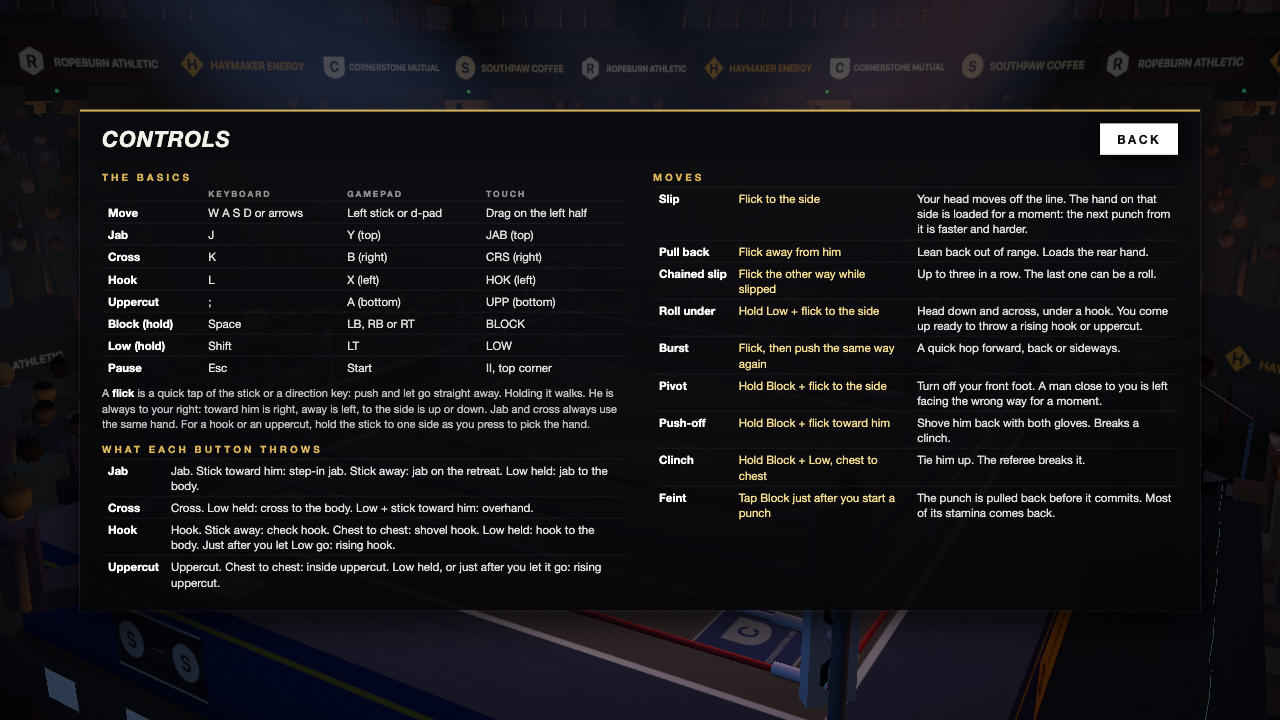 ROPEBURN ATHLETIC
HAYMAKER ENERGY
CORNERSTONE MUTUAL
SOUTHPAW COFFEE
ROPEBURN ATHLETIC
HAYMAKER ENERGY
CORNERSTONE MUTUAL
SOUTHPAW COFFEE
ROPEBURN ATHLETIC
CONTROLS
BACK
THE BASICS
KEYBOARD GAMEPAD TOUCH
Move W A S D or arrows Left stick or d-pad Drag on the left half
Jab J Y (top) JAB (top)
Cross K B (right) CRS (right)
Hook L X (left) HOK (left)
Uppercut ; A (bottom) UPP (bottom)
Block (hold) Space LB, RB or RT BLOCK
Low (hold) Shift LT LOW
Pause Esc Start II, top corner
A flick is a quick tap of the stick or a direction key: push and let go straight away. Holding it walks. He is
always to your right: toward him is right, away is left, to the side is up or down. Jab and cross always use
the same hand. For a hook or an uppercut, hold the stick to one side as you press to pick the hand.
WHAT EACH BUTTON THROWS
Jab Jab. Stick toward him: step-in jab. Stick away: jab on the retreat. Low held: jab to the
body.
Cross Cross. Low held: cross to the body. Low + stick toward him: overhand.
Hook Hook. Stick away: check hook. Chest to chest: shovel hook. Low held: hook to the
body. Just after you let Low go: rising hook.
Uppercut Uppercut. Chest to chest: inside uppercut. Low held, or just after you let it go: rising
uppercut.
MOVES
Slip Flick to the side Your head moves off the line. The hand on that
side is loaded for a moment: the next punch from
it is faster and harder.
Pull back Flick away from him Lean back out of range. Loads the rear hand.
Chained slip Flick the other way while Up to three in a row. The last one can be a roll.
slipped
Roll under Hold Low + flick to the side Head down and across, under a hook. You come
up ready to throw a rising hook or uppercut.
Burst Flick, then push the same way A quick hop forward, back or sideways.
again
Pivot Hold Block + flick to the side Turn off your front foot. A man close to you is left
facing the wrong way for a moment.
Push-off Hold Block + flick toward him Shove him back with both gloves. Breaks a
clinch.
Clinch Hold Block + Low, chest to Tie him up. The referee breaks it.
chest
Feint Tap Block just after you start a The punch is pulled back before it commits. Most
punch of its stamina comes back.
ATHLETIC